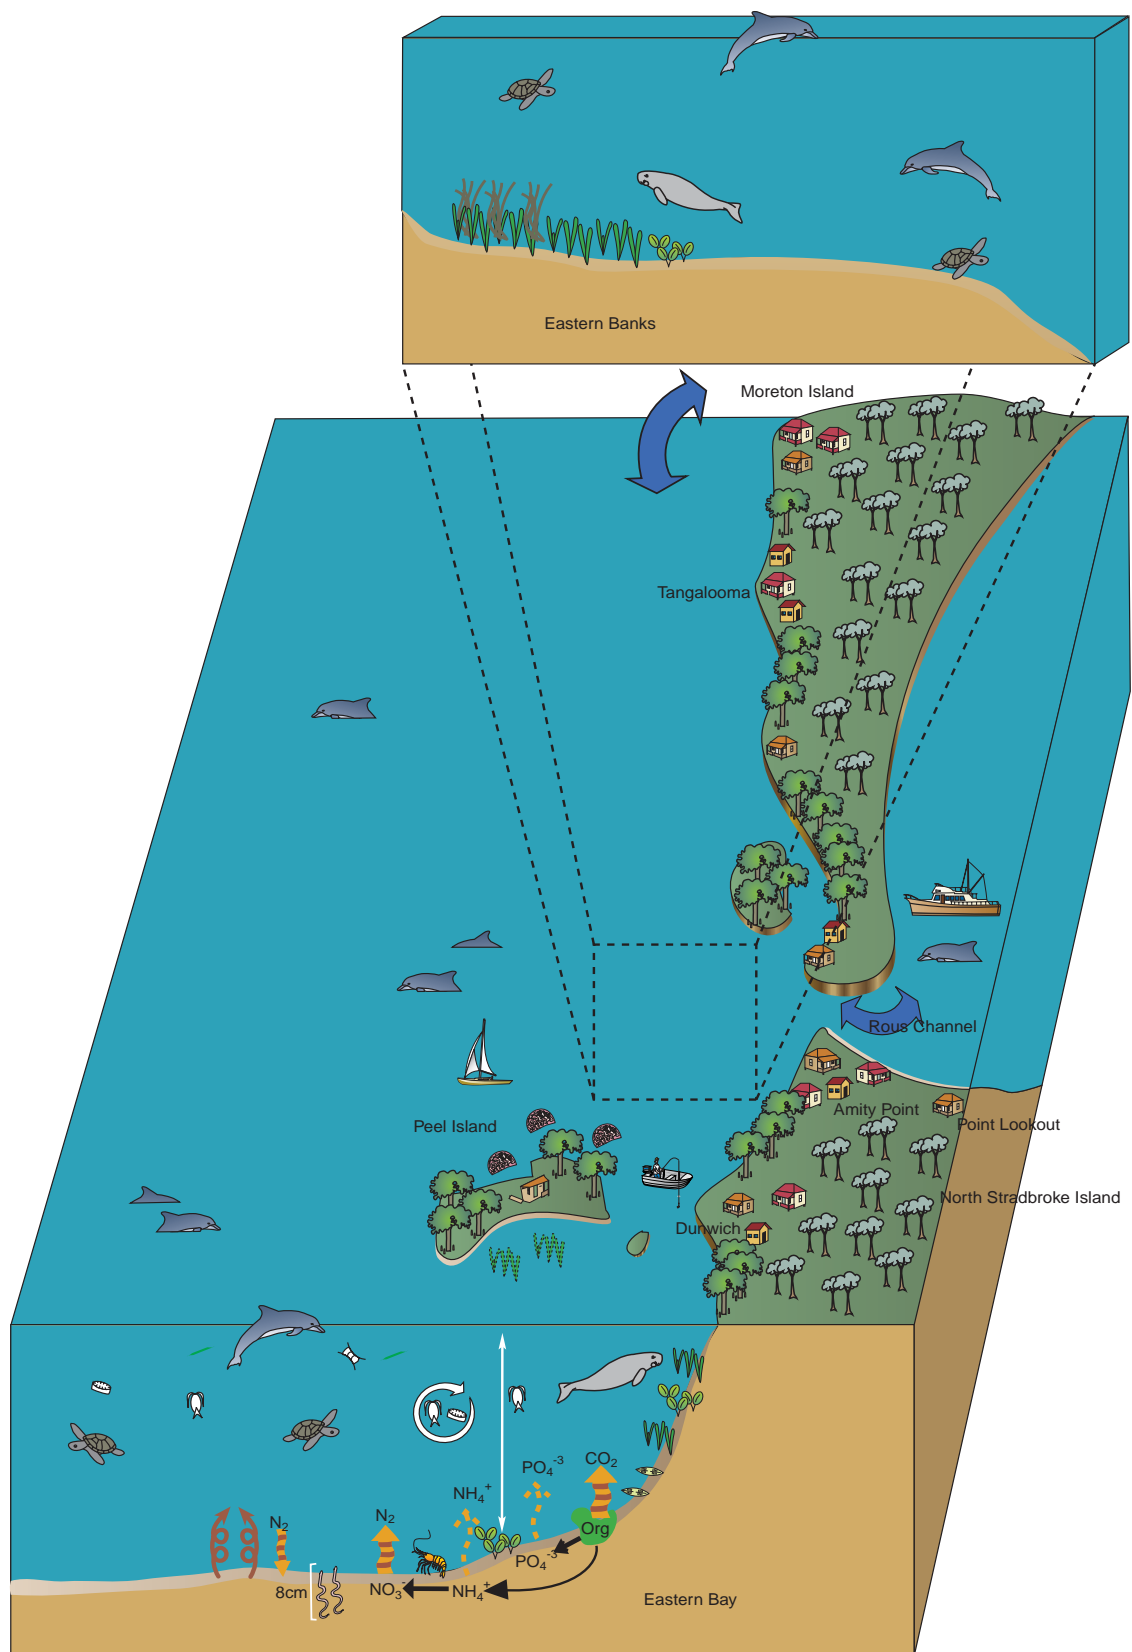 Eastern Banks
Moreton Island
Tangalooma
Rous Channel
Amity Point
Point Lookout
Peel Island
North Stradbroke Island
Dunwich
CO₂
PO₄⁻³
NH₄⁺
N₂
N₂
Org
PO₄⁻³
8cm
NO₃⁻
NH₄⁺
Eastern Bay